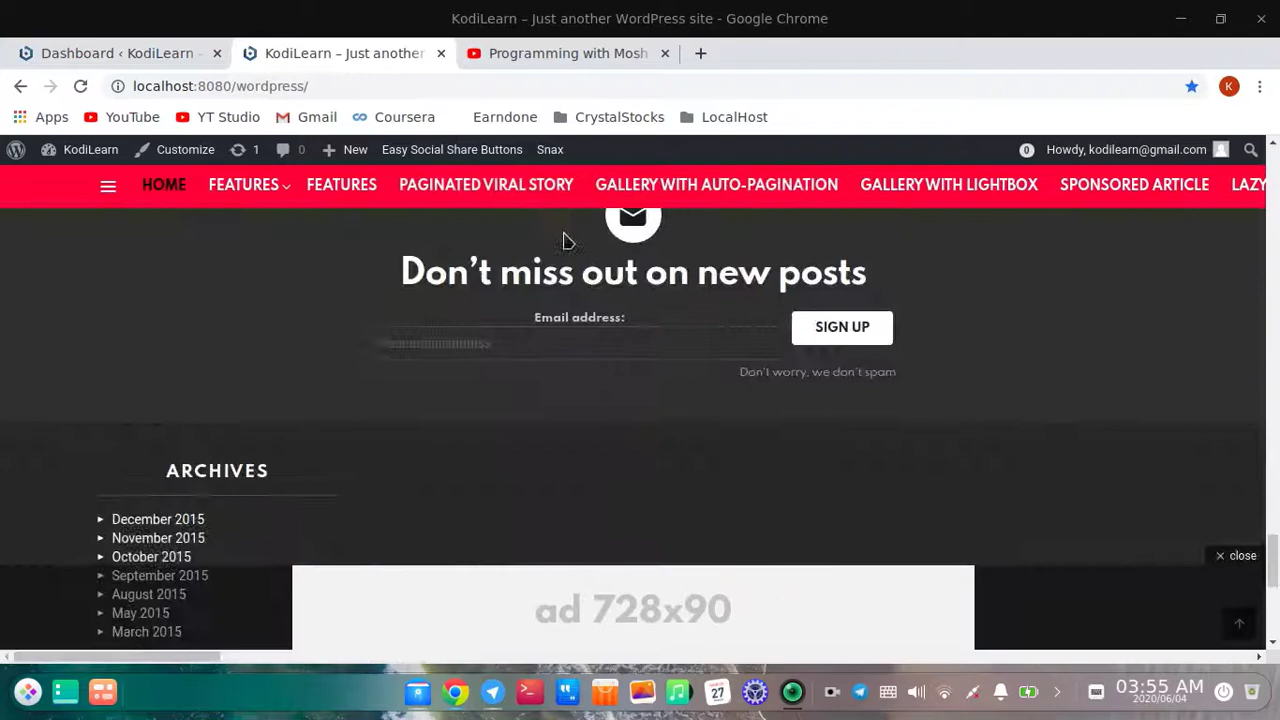 KodiLearn – Just another WordPress site - Google Chrome
Dashboard ‹ KodiLearn –
KodiLearn – Just another
Programming with Mosh
localhost:8080/wordpress/
K
Apps YouTube YT Studio Gmail Coursera Earndone CrystalStocks LocalHost
KodiLearn Customize 1 0 New Easy Social Share Buttons Snax 0 Howdy, kodilearn@gmail.com
HOME FEATURES FEATURES PAGINATED VIRAL STORY GALLERY WITH AUTO-PAGINATION GALLERY WITH LIGHTBOX SPONSORED ARTICLE LAZY
Don't miss out on new posts
Email address:
SIGN UP
Don't worry, we don't spam
ARCHIVES
December 2015
November 2015
October 2015
September 2015
August 2015
May 2015
March 2015
× close
ad 728x90
27
03:55 AM
2020/06/04